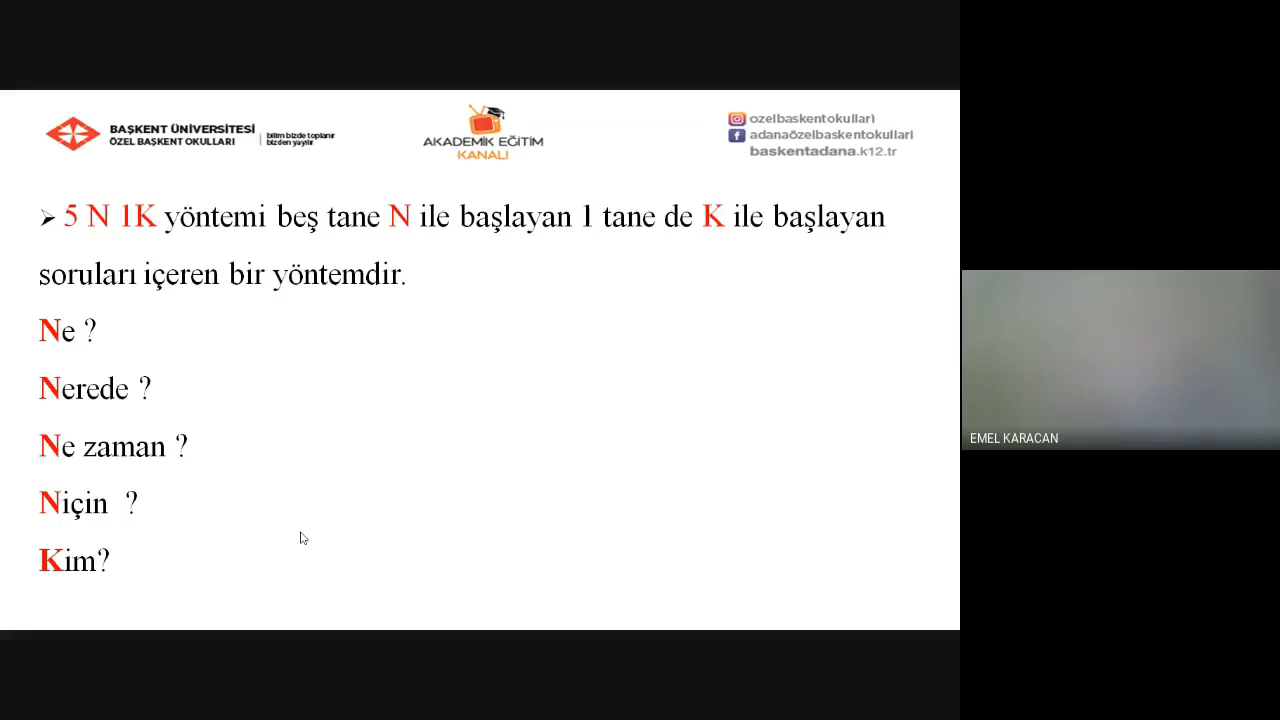 BAŞKENT ÜNİVERSİTESİ
ÖZEL BAŞKENT OKULLARI
bilim bizde toplanır
bizden yayılır
AKADEMİK EĞİTİM
KANALI
ozelbaskentokullari
adanaözelbaskentokullari
baskentadana.k12.tr
➢ 5 N 1K yöntemi beş tane N ile başlayan 1 tane de K ile başlayan
soruları içeren bir yöntemdir.
Ne ?
Nerede ?
Ne zaman ?
Niçin ?
Kim?
EMEL KARACAN